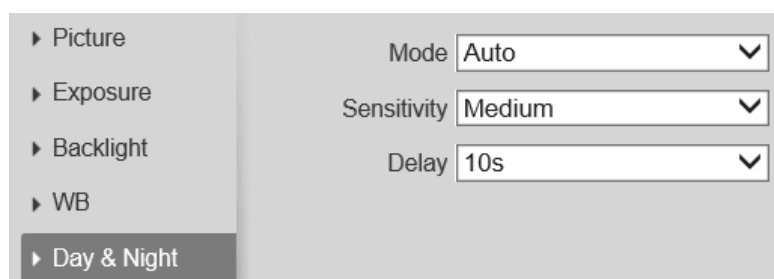 Picture
Exposure
Backlight
WB
Day & Night
Mode Auto
Sensitivity Medium
Delay 10s